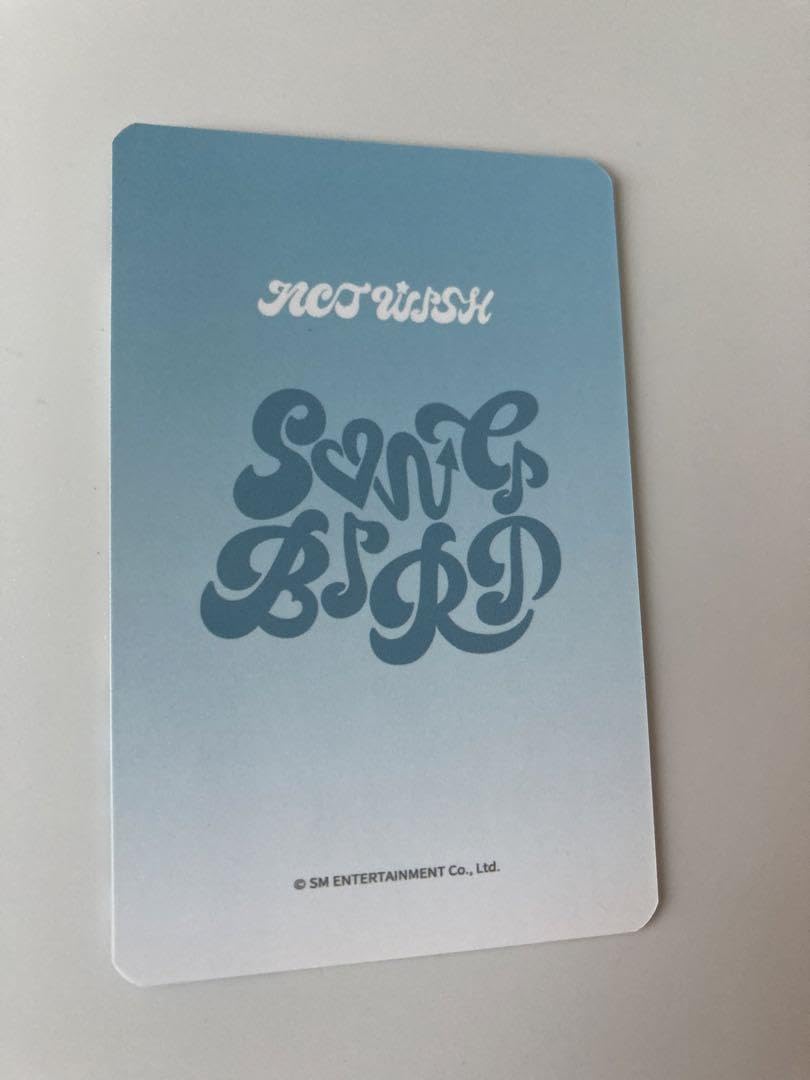 NCT WISH
SONG
BIRD
© SM ENTERTAINMENT Co., Ltd.